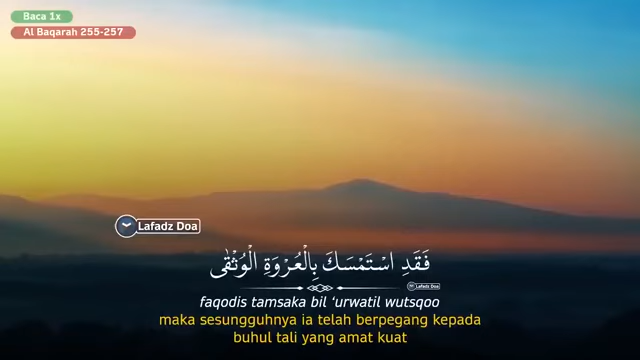 Baca 1x
Al Baqarah 255-257
Lafadz Doa
فَقَدِ اسْتَمْسَكَ بِالْعُرْوَةِ الْوُثْقٰى
Lafadz Doa
faqodis tamsaka bil ‘urwatil wutsqoo
maka sesungguhnya ia telah berpegang kepada
buhul tali yang amat kuat